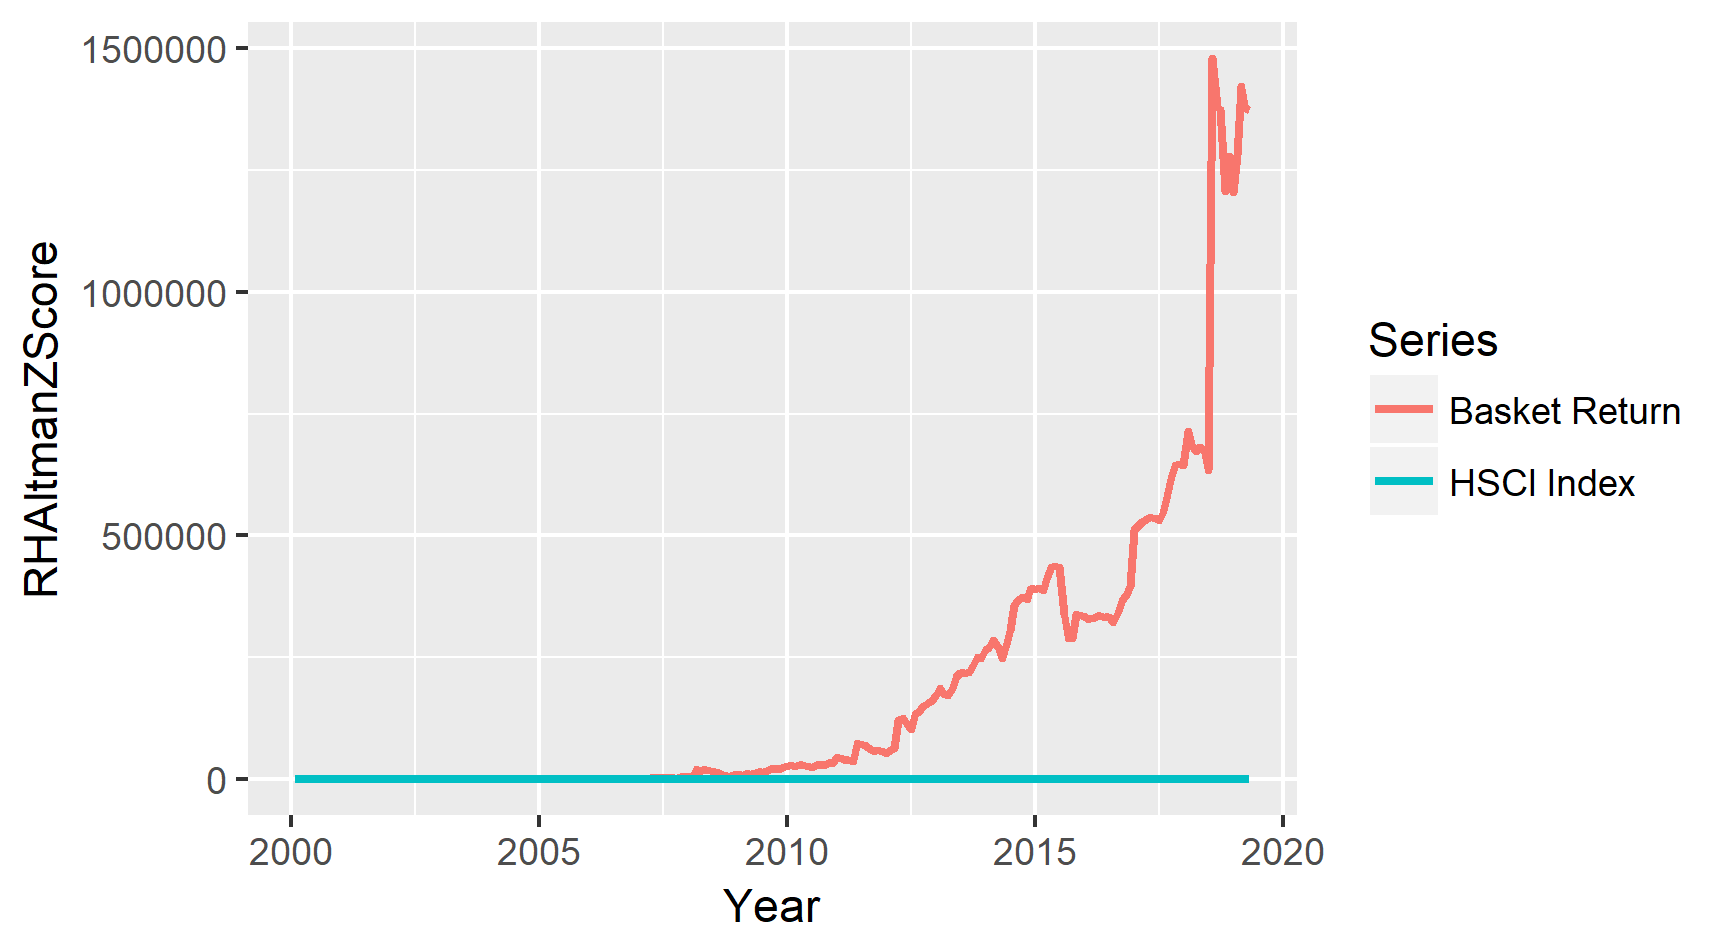 RHAltmanZScore
1500000
1000000
500000
0
2000 2005 2010 2015 2020
Year
Series
Basket Return
HSCI Index